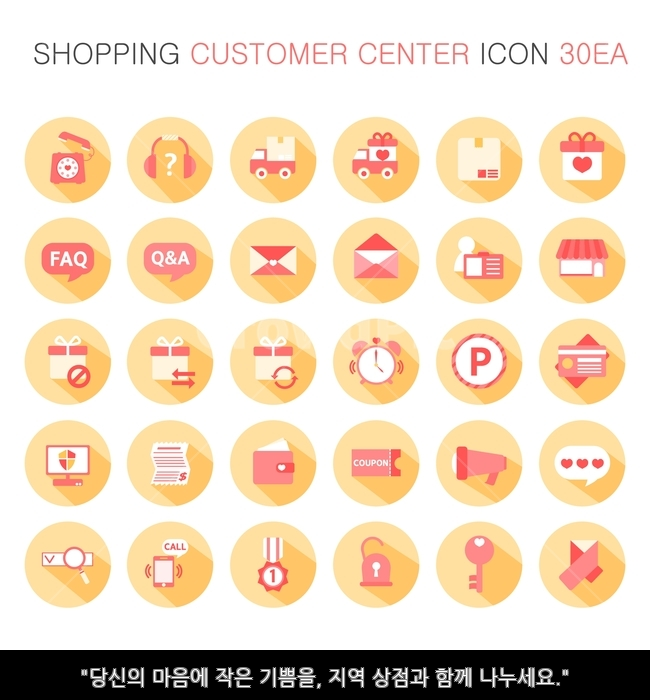 SHOPPING CUSTOMER CENTER ICON 30EA
?
FAQ
Q&A
P
$
COUPON
CALL
1
"당신의 마음에 작은 기쁨을, 지역 상점과 함께 나누세요."